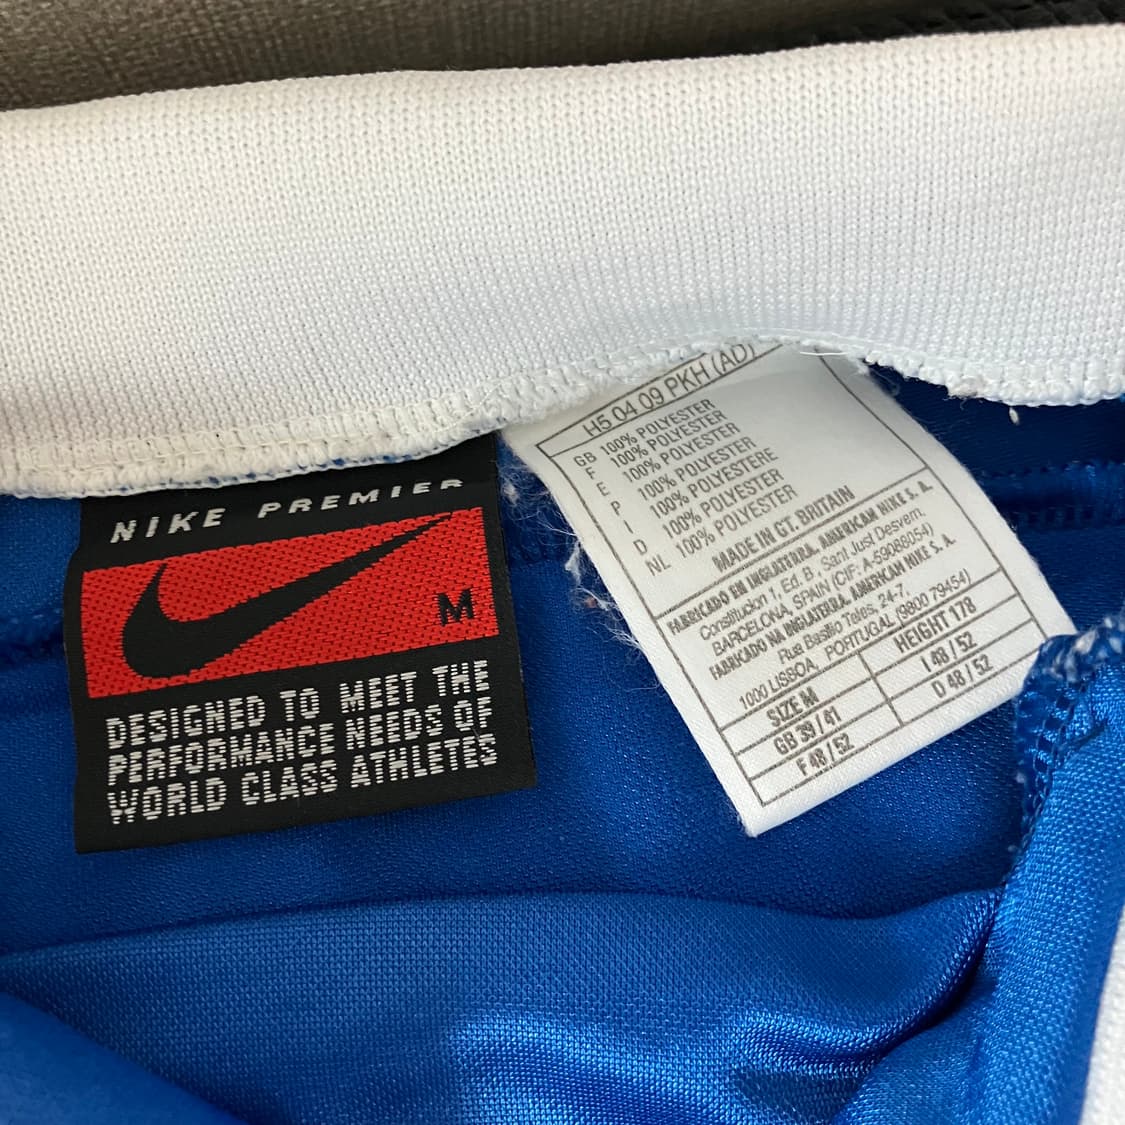 NIKE PREMIER
M
DESIGNED TO MEET THE
PERFORMANCE NEEDS OF
WORLD CLASS ATHLETES
H5 04 09 PKH (AD)
GB 100% POLYESTER
F 100% POLYESTER
E 100% POLYESTER
P 100% POLYESTER
I 100% POLYESTERE
D 100% POLYESTER
NL 100% POLYESTER
MADE IN GT. BRITAIN
FABRICADO EN INGLATERRA. AMERICAN NIKE S. A.
Constitucion 1, Ed. B., Sant Just Desvern,
BARCELONA, SPAIN (CIF: A-59088054)
FABRICADO NA INGLATERRA. AMERICAN NIKE S. A.
Rua Basilio Teles, 24-7,
1000 LISBOA, PORTUGAL (9800 79454)
SIZE M HEIGHT 178
GB 39 / 41 I 48 / 52
F 48 / 52 D 48 / 52